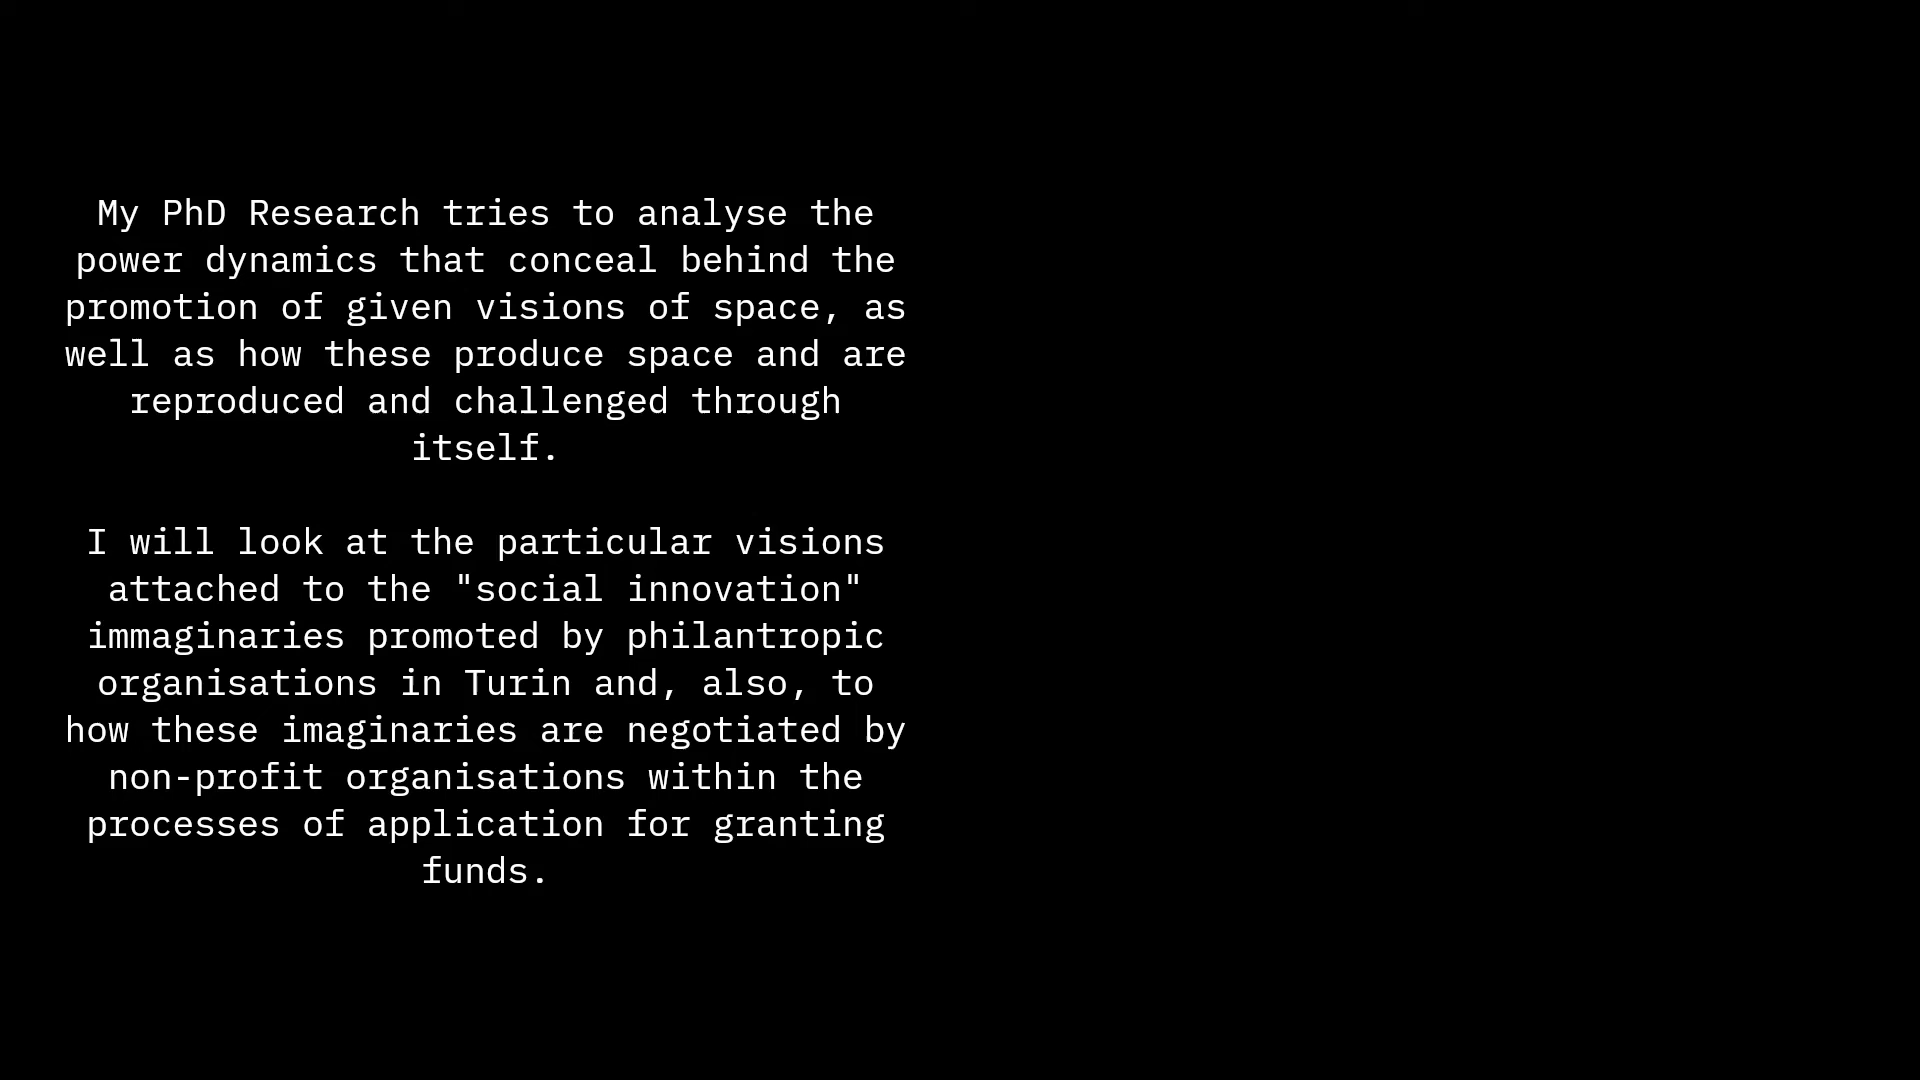 My PhD Research tries to analyse the
power dynamics that conceal behind the
promotion of given visions of space, as
well as how these produce space and are
reproduced and challenged through
itself.
I will look at the particular visions
attached to the "social innovation"
immaginaries promoted by philantropic
organisations in Turin and, also, to
how these imaginaries are negotiated by
non-profit organisations within the
processes of application for granting
funds.